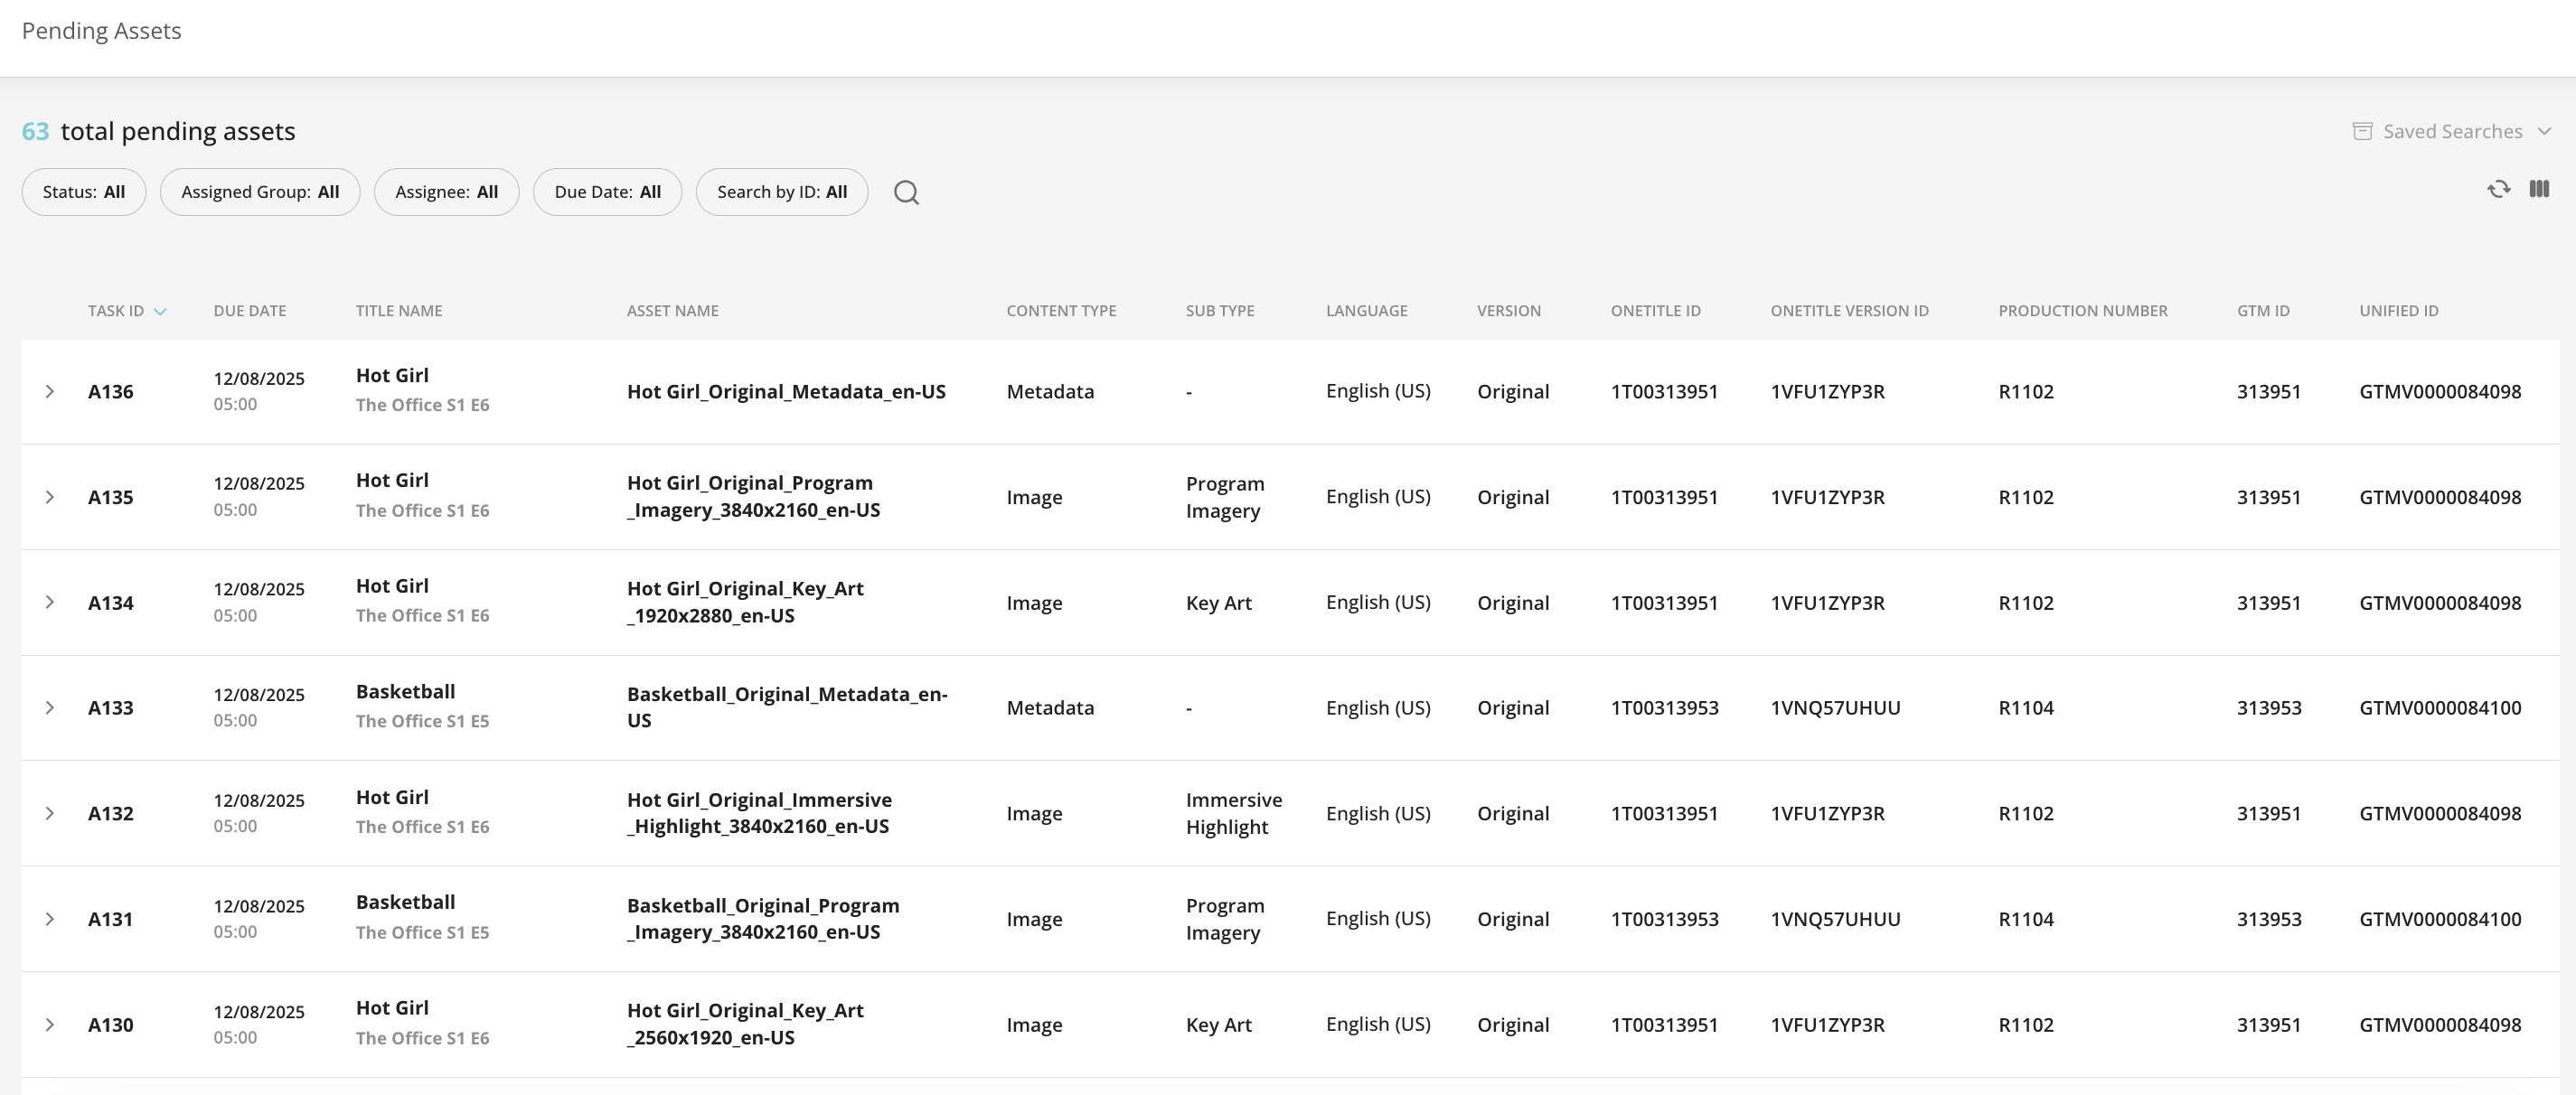 Pending Assets
63 total pending assets
Saved Searches
Status: All Assigned Group: All Assignee: All Due Date: All Search by ID: All
TASK ID DUE DATE TITLE NAME ASSET NAME CONTENT TYPE SUB TYPE LANGUAGE VERSION ONETITLE ID ONETITLE VERSION ID PRODUCTION NUMBER GTM ID UNIFIED ID
A136 12/08/2025 05:00 Hot Girl The Office S1 E6 Hot Girl_Original_Metadata_en-US Metadata - English (US) Original 1T00313951 1VFU1ZYP3R R1102 313951 GTMV0000084098
A135 12/08/2025 05:00 Hot Girl The Office S1 E6 Hot Girl_Original_Program _Imagery_3840x2160_en-US Image Program Imagery English (US) Original 1T00313951 1VFU1ZYP3R R1102 313951 GTMV0000084098
A134 12/08/2025 05:00 Hot Girl The Office S1 E6 Hot Girl_Original_Key_Art _1920x2880_en-US Image Key Art English (US) Original 1T00313951 1VFU1ZYP3R R1102 313951 GTMV0000084098
A133 12/08/2025 05:00 Basketball The Office S1 E5 Basketball_Original_Metadata_en-US Metadata - English (US) Original 1T00313953 1VNQ57UHUU R1104 313953 GTMV0000084100
A132 12/08/2025 05:00 Hot Girl The Office S1 E6 Hot Girl_Original_Immersive _Highlight_3840x2160_en-US Image Immersive Highlight English (US) Original 1T00313951 1VFU1ZYP3R R1102 313951 GTMV0000084098
A131 12/08/2025 05:00 Basketball The Office S1 E5 Basketball_Original_Program _Imagery_3840x2160_en-US Image Program Imagery English (US) Original 1T00313953 1VNQ57UHUU R1104 313953 GTMV0000084100
A130 12/08/2025 05:00 Hot Girl The Office S1 E6 Hot Girl_Original_Key_Art _2560x1920_en-US Image Key Art English (US) Original 1T00313951 1VFU1ZYP3R R1102 313951 GTMV0000084098